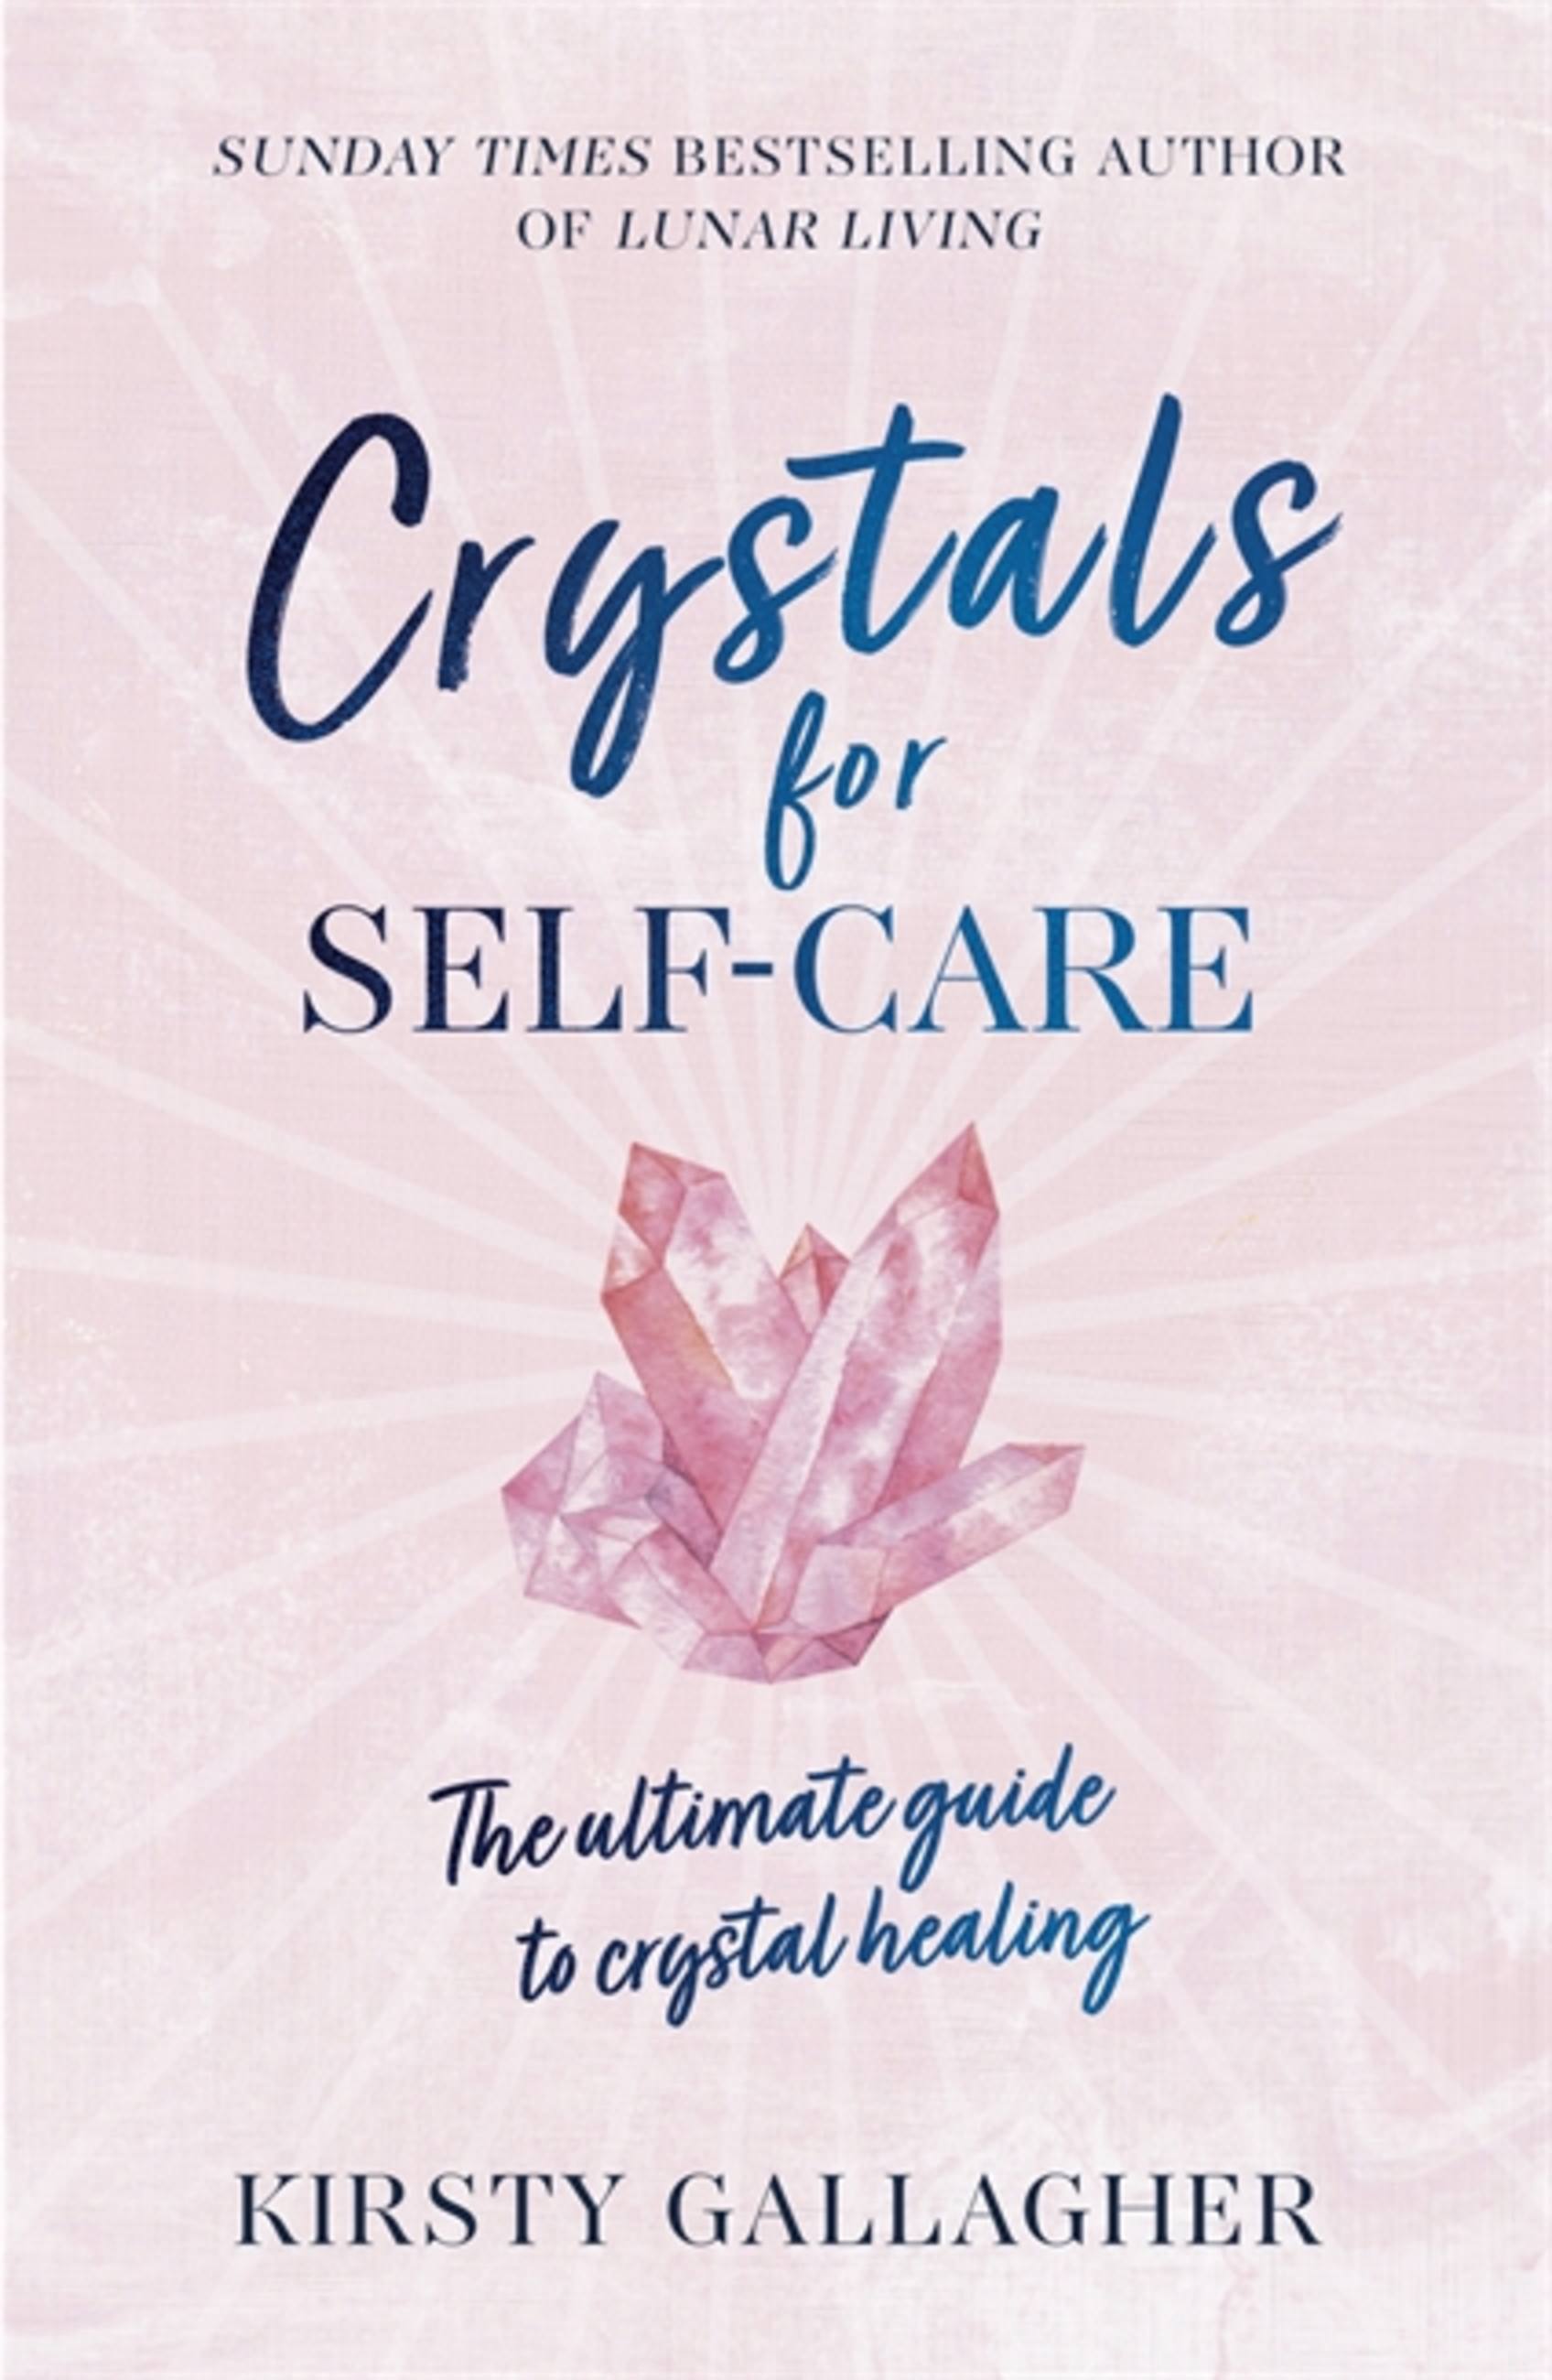 SUNDAY TIMES BESTSELLING AUTHOR
OF LUNAR LIVING
Crystals
for
SELF-CARE
The ultimate guide
to crystal healing
KIRSTY GALLAGHER